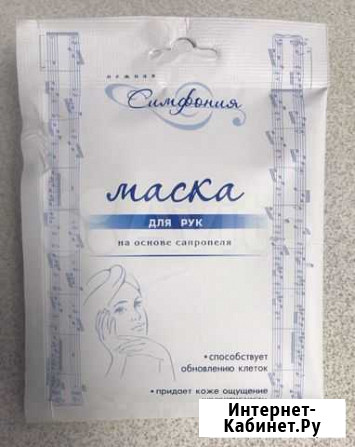 нежная
Симфония
маска
ДЛЯ РУК
на основе сапропеля
•способствует
обновлению клеток
•придает коже ощущение
Интернет-
Кабинет.Ру